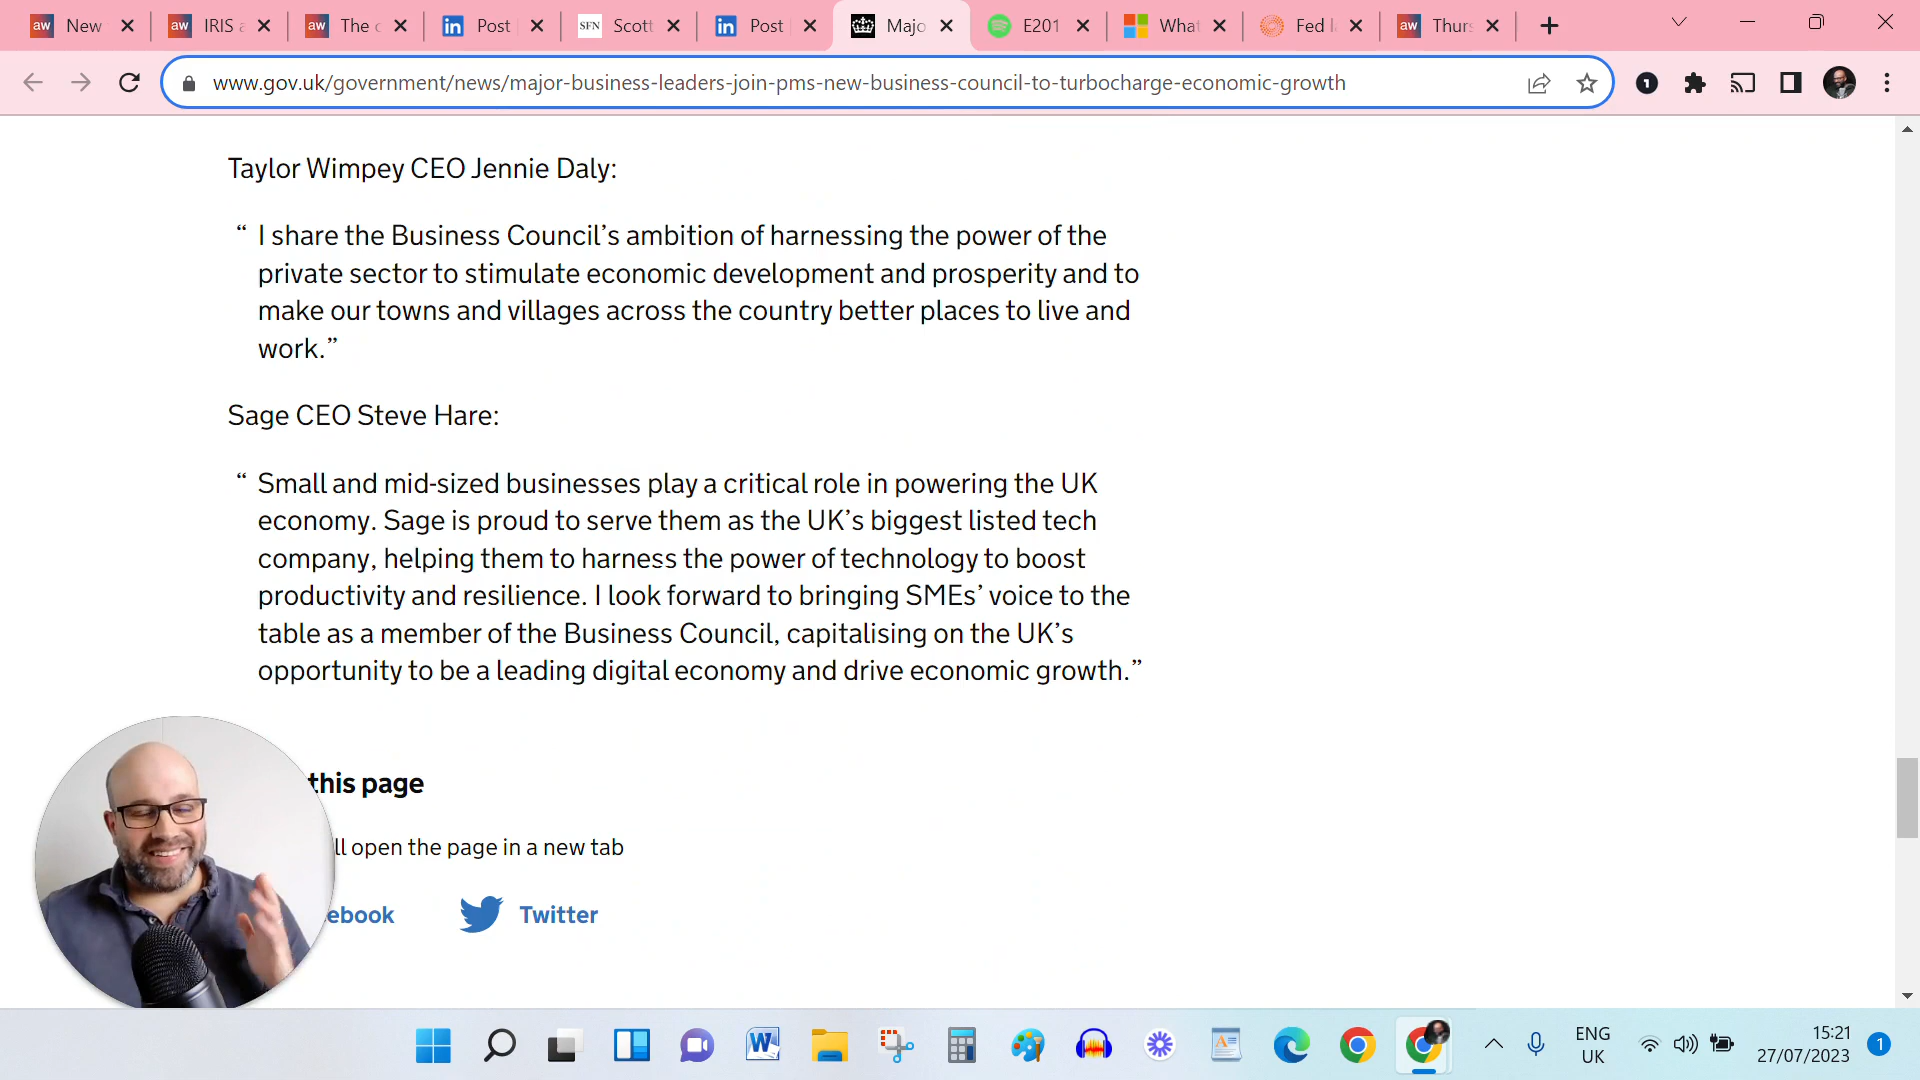 aw New
aw IRIS a
aw The c
in Post
SFN Scott
in Post
Majo
E201
What
Fed l
aw Thurs
www.gov.uk/government/news/major-business-leaders-join-pms-new-business-council-to-turbocharge-economic-growth
Taylor Wimpey CEO Jennie Daly:
“ I share the Business Council’s ambition of harnessing the power of the
private sector to stimulate economic development and prosperity and to
make our towns and villages across the country better places to live and
work.”
Sage CEO Steve Hare:
“ Small and mid-sized businesses play a critical role in powering the UK
economy. Sage is proud to serve them as the UK’s biggest listed tech
company, helping them to harness the power of technology to boost
productivity and resilience. I look forward to bringing SMEs’ voice to the
table as a member of the Business Council, capitalising on the UK’s
opportunity to be a leading digital economy and drive economic growth.”
this page
ll open the page in a new tab
ebook
Twitter
ENG
UK
15:21
27/07/2023
1